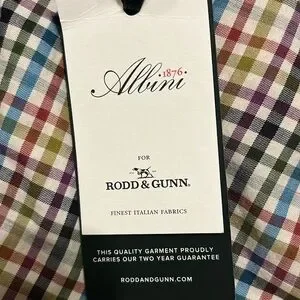 Albini
·1876·
FOR
RODD & GUNN®
FINEST ITALIAN FABRICS
THIS QUALITY GARMENT PROUDLY
CARRIES OUR TWO YEAR GUARANTEE
RODDANDGUNN.COM